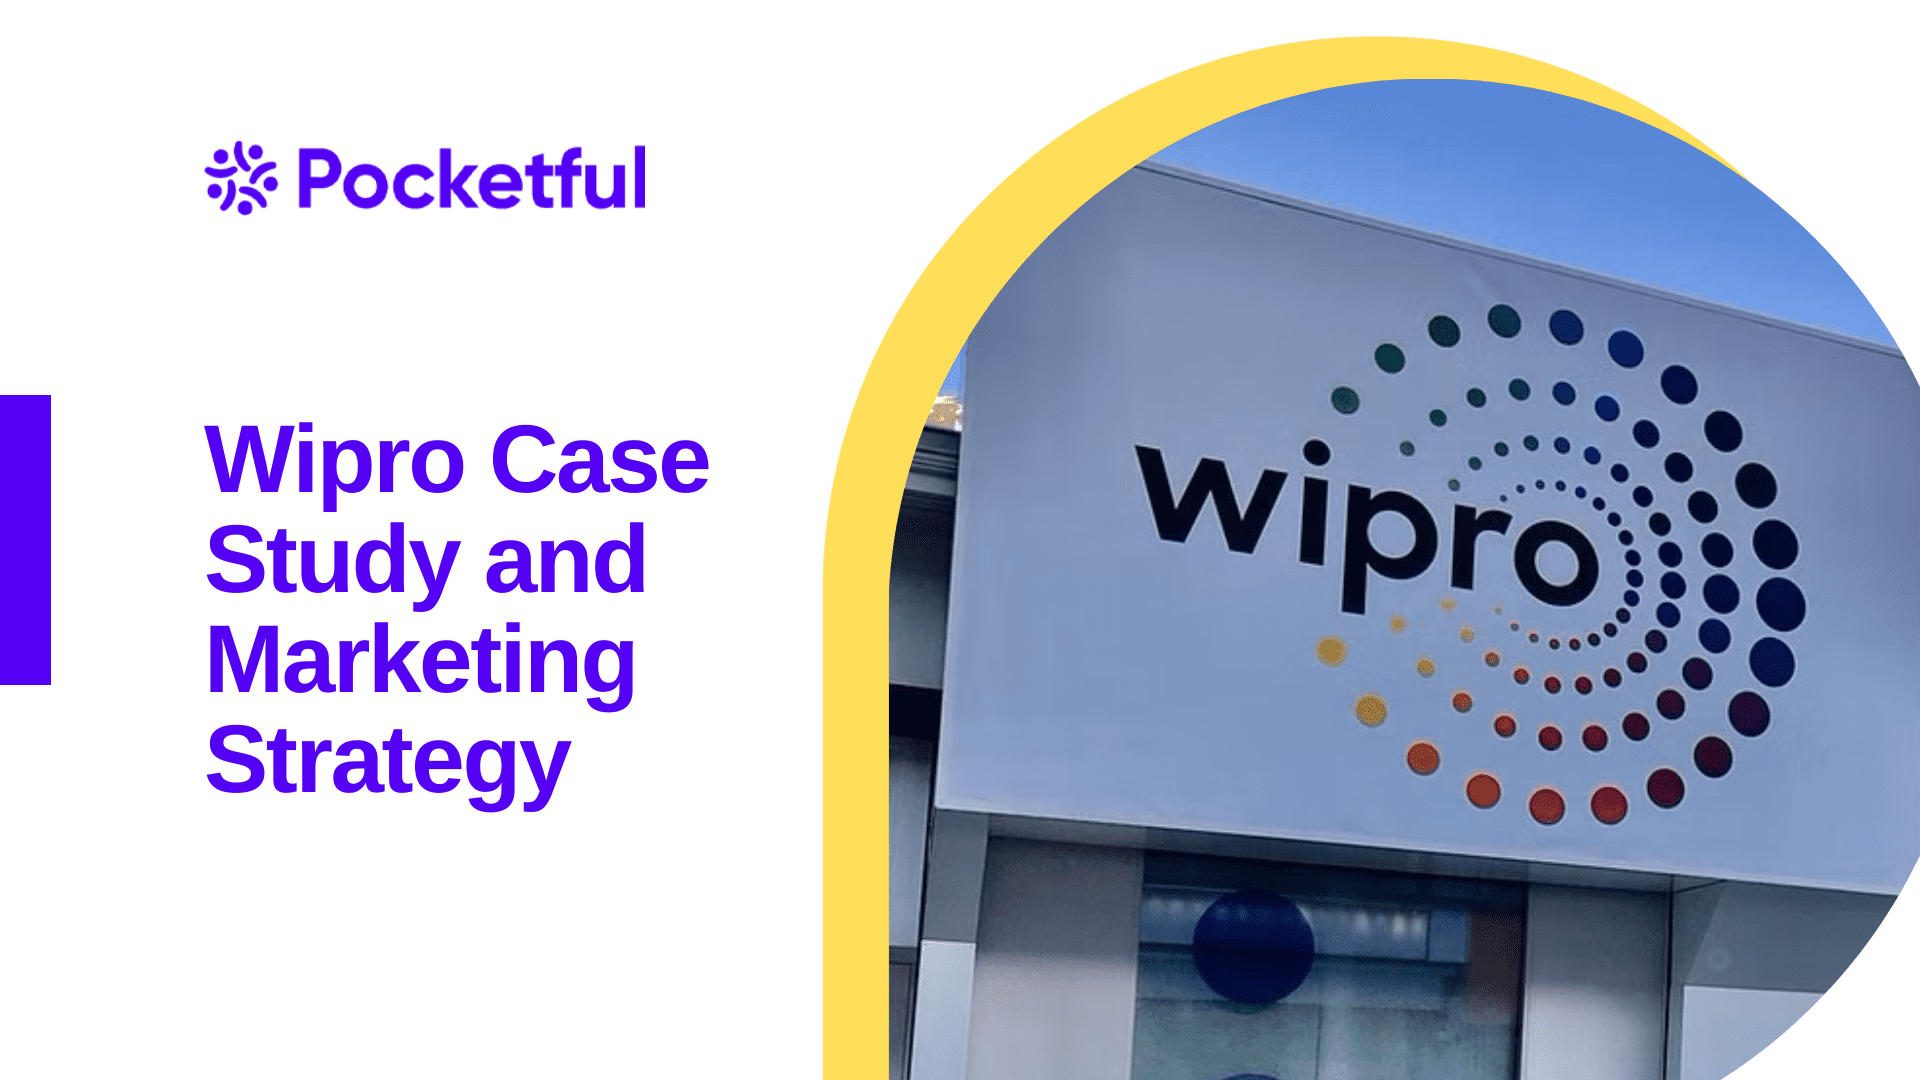 Pocketful
Wipro Case
Study and
Marketing
Strategy
wipro